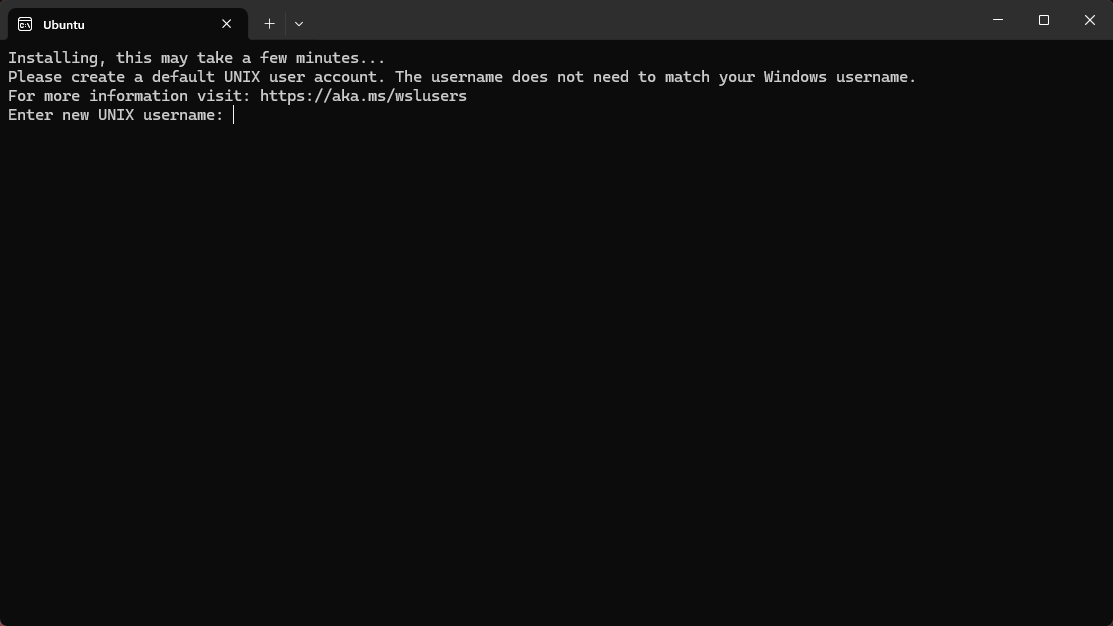 Ubuntu
Installing, this may take a few minutes...
Please create a default UNIX user account. The username does not need to match your Windows username.
For more information visit: https://aka.ms/wslusers
Enter new UNIX username: